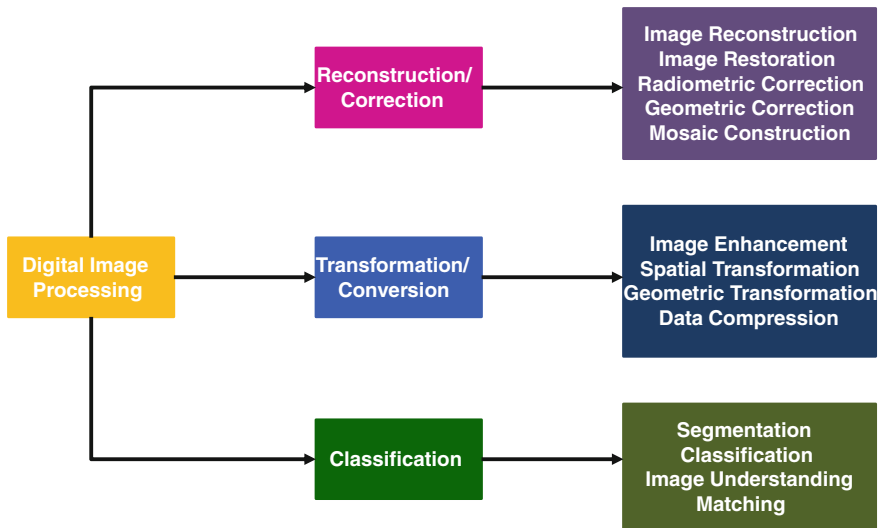 Digital Image
Processing
Reconstruction/
Correction
Image Reconstruction
Image Restoration
Radiometric Correction
Geometric Correction
Mosaic Construction
Transformation/
Conversion
Image Enhancement
Spatial Transformation
Geometric Transformation
Data Compression
Classification
Segmentation
Classification
Image Understanding
Matching